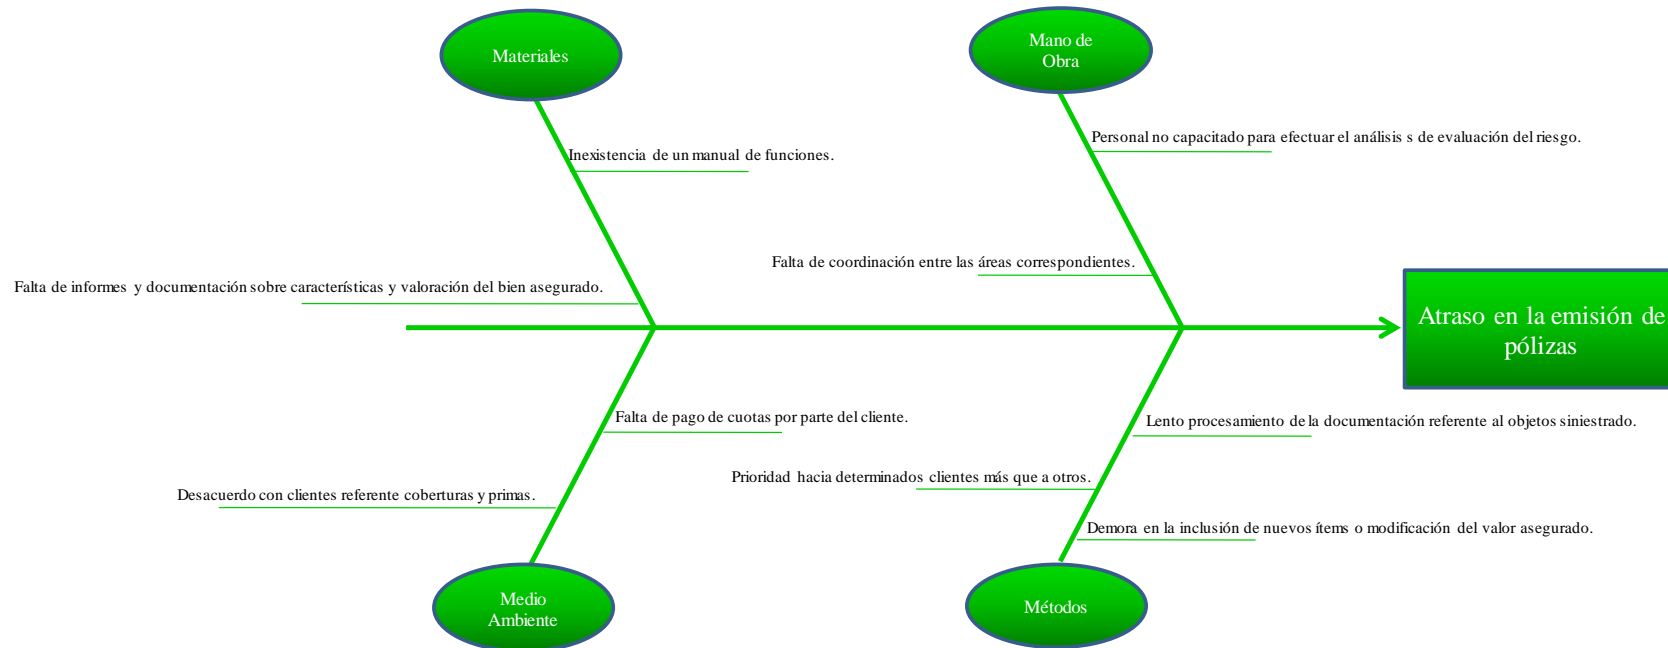 Materiales
Mano de
Obra
Personal no capacitado para efectuar el análisis s de evaluación del riesgo.
Inexistencia de un manual de funciones.
Falta de coordinación entre las áreas correspondientes.
Falta de informes y documentación sobre características y valoración del bien asegurado.
Atraso en la emisión de
pólizas
Falta de pago de cuotas por parte del cliente.
Lento procesamiento de la documentación referente al objetos siniestrado.
Prioridad hacia determinados clientes más que a otros.
Desacuerdo con clientes referente coberturas y primas.
Demora en la inclusión de nuevos ítems o modificación del valor asegurado.
Medio
Ambiente
Métodos